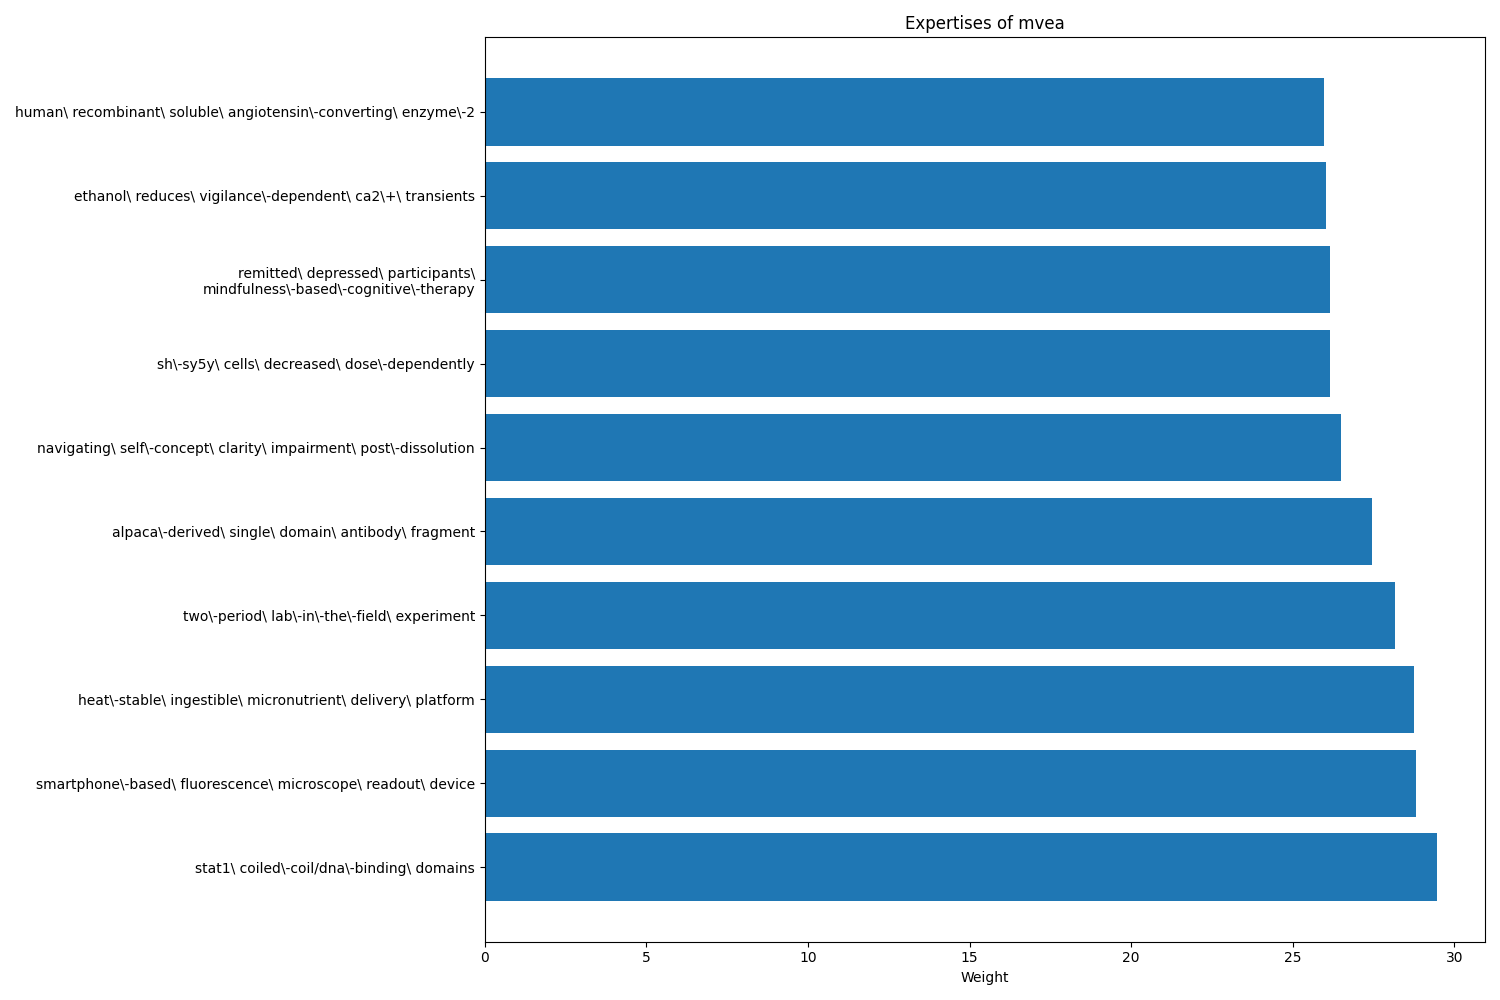 Expertises of mvea
human\ recombinant\ soluble\ angiotensin\-converting\ enzyme\-2
ethanol\ reduces\ vigilance\-dependent\ ca2\+\ transients
remitted\ depressed\ participants\
mindfulness\-based\-cognitive\-therapy
sh\-sy5y\ cells\ decreased\ dose\-dependently
navigating\ self\-concept\ clarity\ impairment\ post\-dissolution
alpaca\-derived\ single\ domain\ antibody\ fragment
two\-period\ lab\-in\-the\-field\ experiment
heat\-stable\ ingestible\ micronutrient\ delivery\ platform
smartphone\-based\ fluorescence\ microscope\ readout\ device
stat1\ coiled\-coil/dna\-binding\ domains
0 5 10 15 20 25 30
Weight